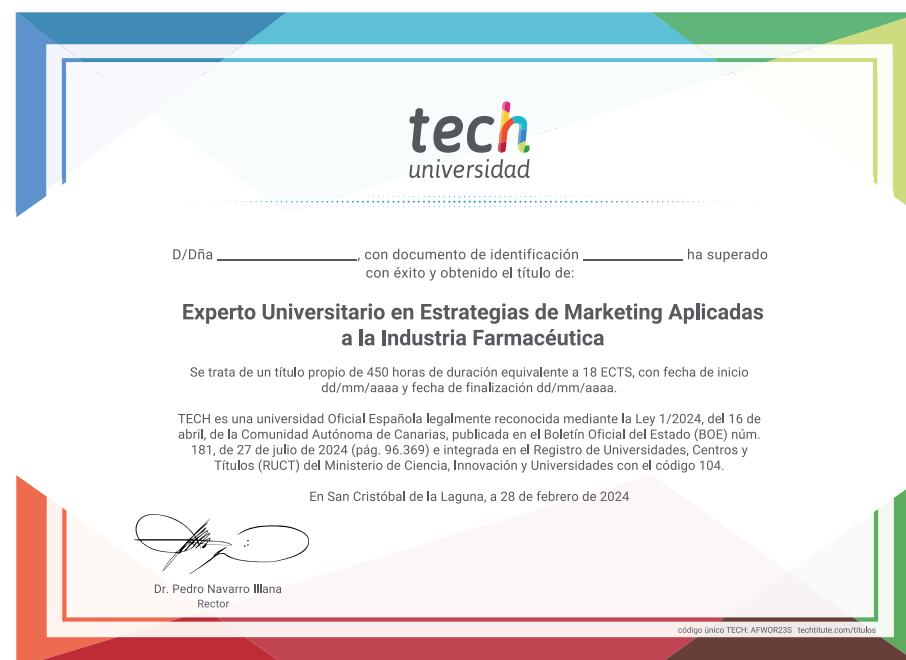 tech
universidad
D/Dña ____________________, con documento de identificación ______________ ha superado
con éxito y obtenido el título de:
Experto Universitario en Estrategias de Marketing Aplicadas
a la Industria Farmacéutica
Se trata de un título propio de 450 horas de duración equivalente a 18 ECTS, con fecha de inicio
dd/mm/aaaa y fecha de finalización dd/mm/aaaa.
TECH es una universidad Oficial Española legalmente reconocida mediante la Ley 1/2024, del 16 de
abril, de la Comunidad Autónoma de Canarias, publicada en el Boletín Oficial del Estado (BOE) núm.
181, de 27 de julio de 2024 (pág. 96.369) e integrada en el Registro de Universidades, Centros y
Títulos (RUCT) del Ministerio de Ciencia, Innovación y Universidades con el código 104.
En San Cristóbal de la Laguna, a 28 de febrero de 2024
Dr. Pedro Navarro Illana
Rector
código único TECH: AFWOR23S techtitute.com/titulos